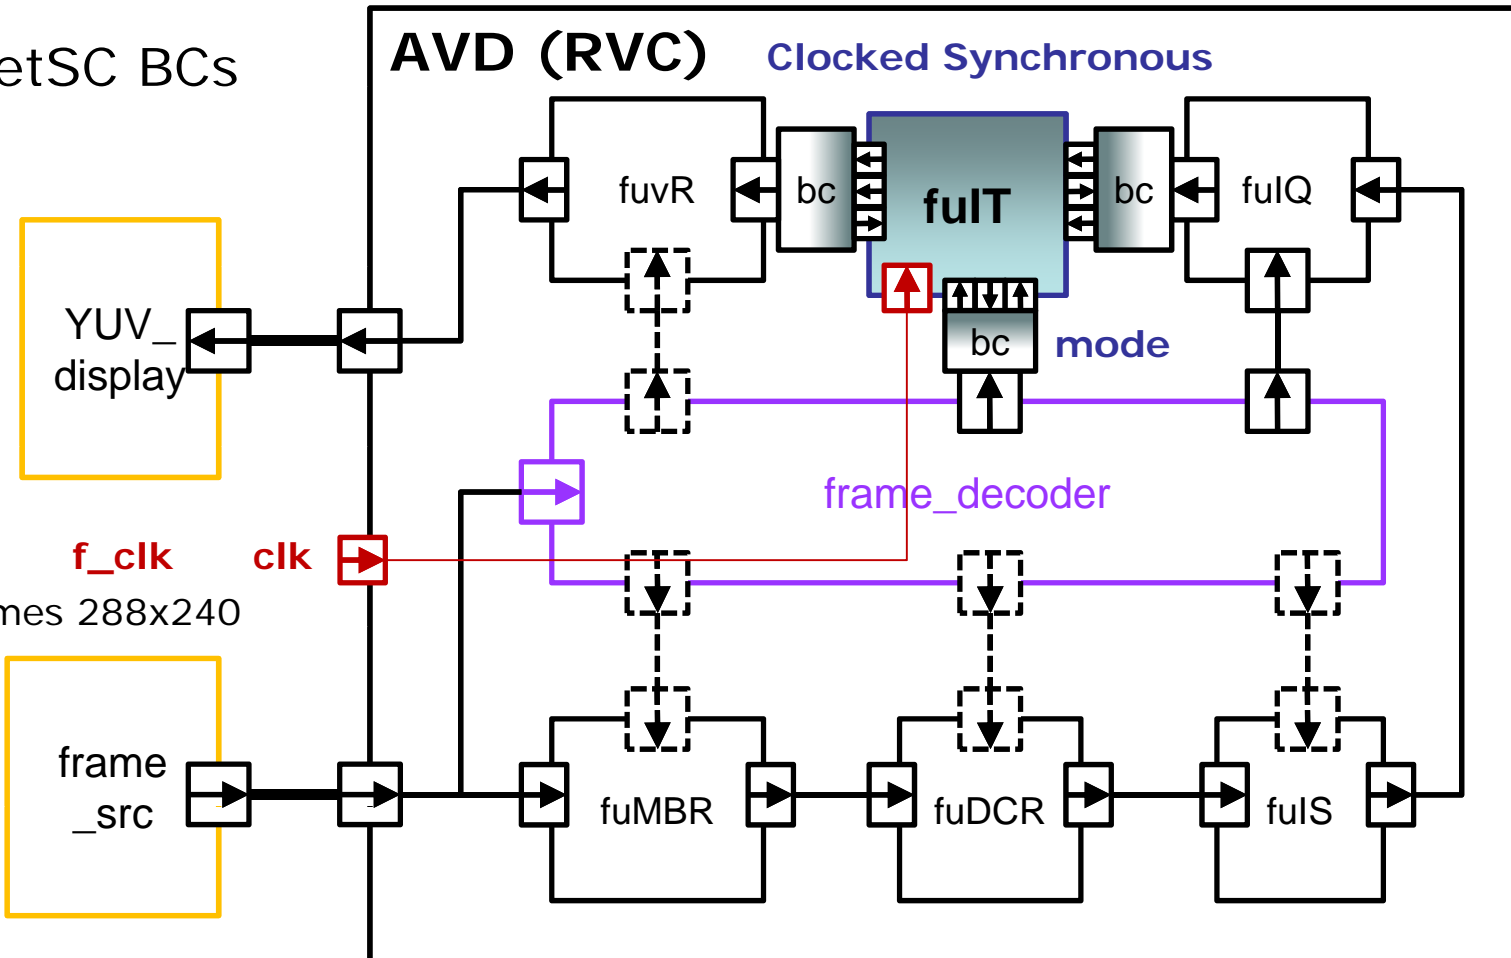 etSC BCs
AVD (RVC)
Clocked Synchronous
fuvR
bc
fuIT
bc
fuIQ
YUV_
display
bc
mode
frame_decoder
f_clk
clk
mes 288x240
frame
_src
fuMBR
fuDCR
fuIS